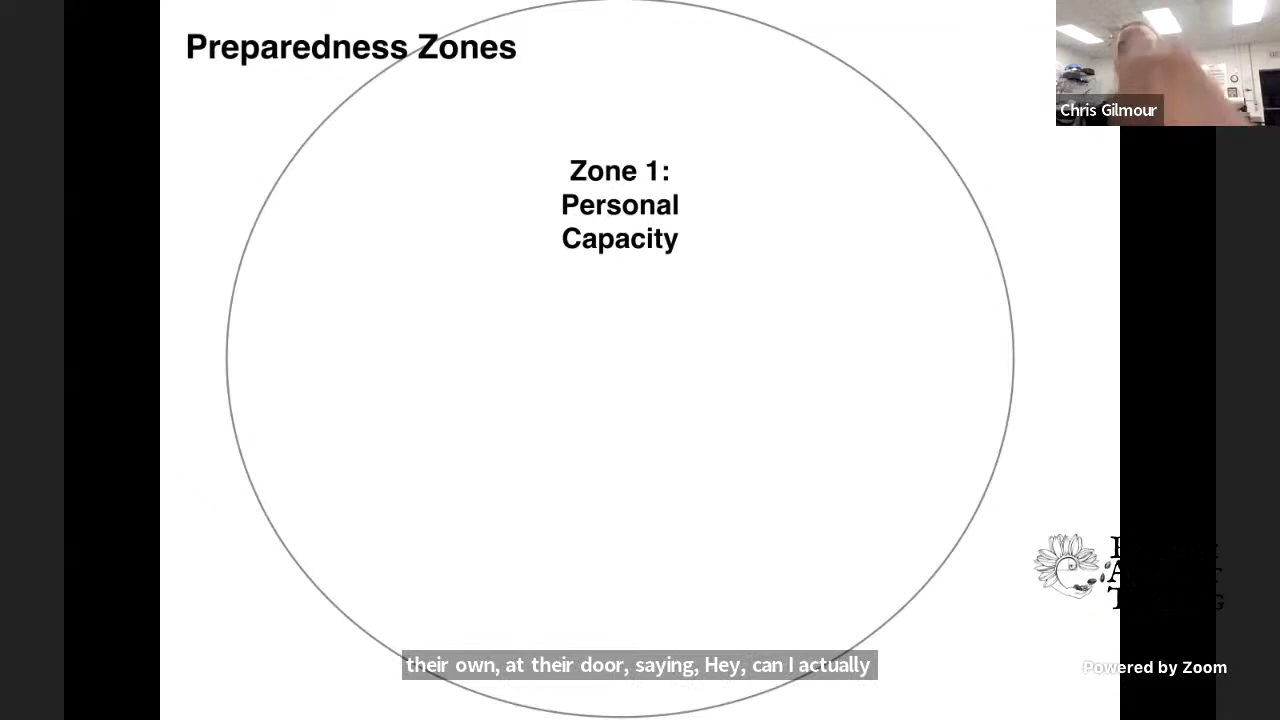 Preparedness Zones
Chris Gilmour
Zone 1:
Personal
Capacity
their own, at their door, saying, Hey, can I actually
Powered by Zoom